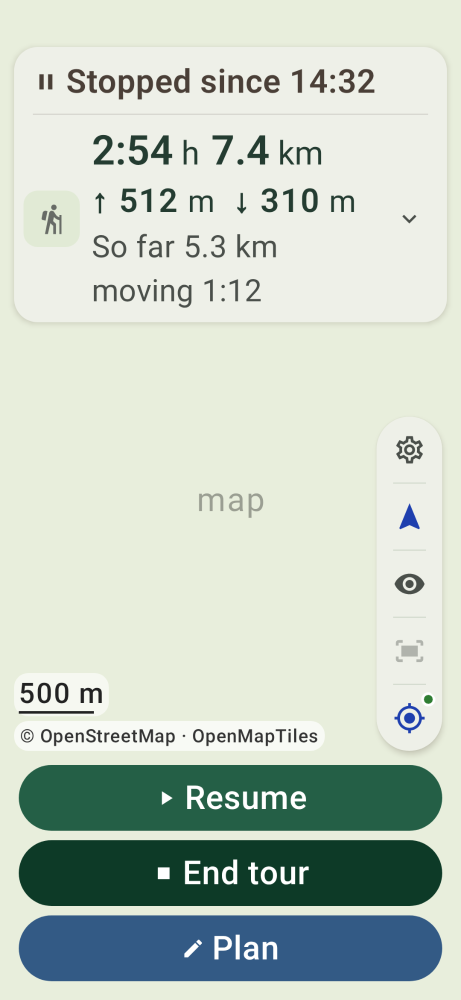 Stopped since 14:32
2:54 h 7.4 km
↑ 512 m ↓ 310 m
So far 5.3 km
moving 1:12
map
500 m
© OpenStreetMap · OpenMapTiles
Resume
End tour
Plan